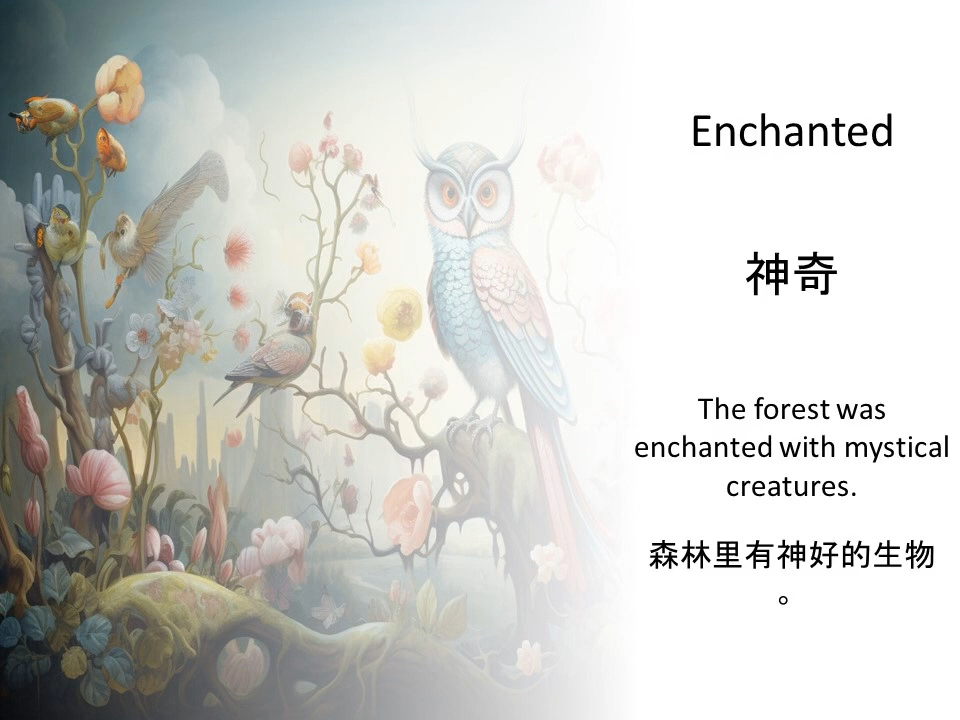 Enchanted
神奇
The forest was
enchanted with mystical
creatures.
森林里有神好的生物
。